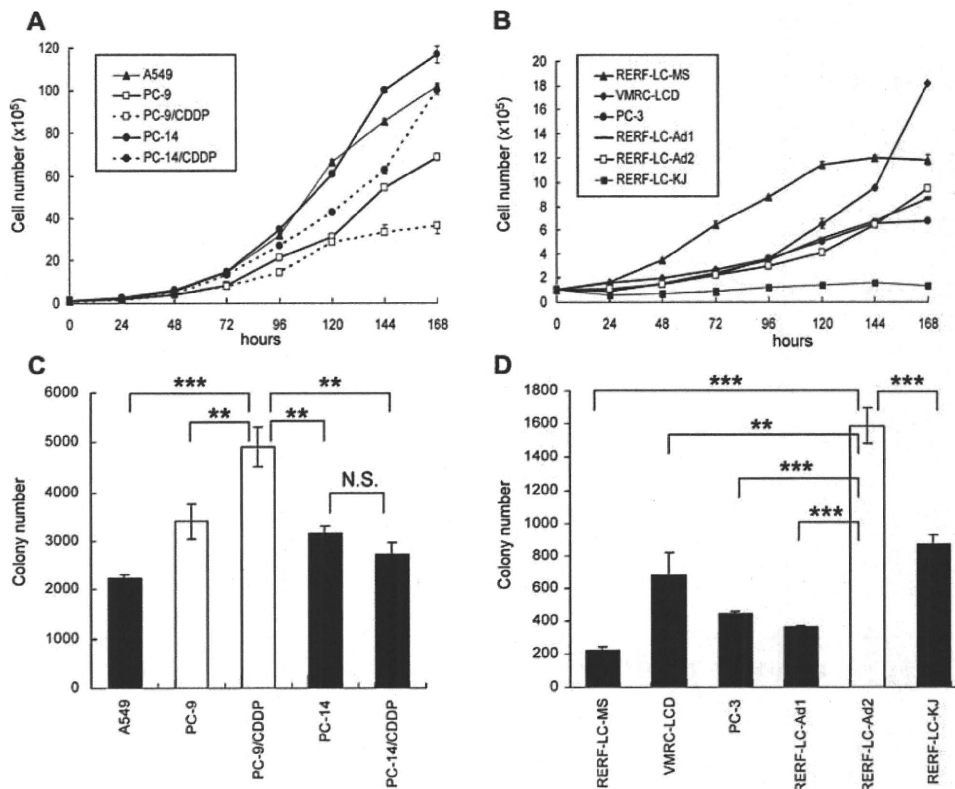 A
Cell number (x10⁵)
120
100
80
60
40
20
0
A549
PC-9
PC-9/CDDP
PC-14
PC-14/CDDP
0 24 48 72 96 120 144 168
hours
B
Cell number (x10⁵)
20
18
16
14
12
10
8
6
4
2
0
RERF-LC-MS
VMRC-LCD
PC-3
RERF-LC-Ad1
RERF-LC-Ad2
RERF-LC-KJ
0 24 48 72 96 120 144 168
hours
C
Colony number
6000
5000
4000
3000
2000
1000
0
*** **
** **
N.S.
A549
PC-9
PC-9/CDDP
PC-14
PC-14/CDDP
D
Colony number
1800
1600
1400
1200
1000
800
600
400
200
0
*** ***
**
***
***
RERF-LC-MS
VMRC-LCD
PC-3
RERF-LC-Ad1
RERF-LC-Ad2
RERF-LC-KJ